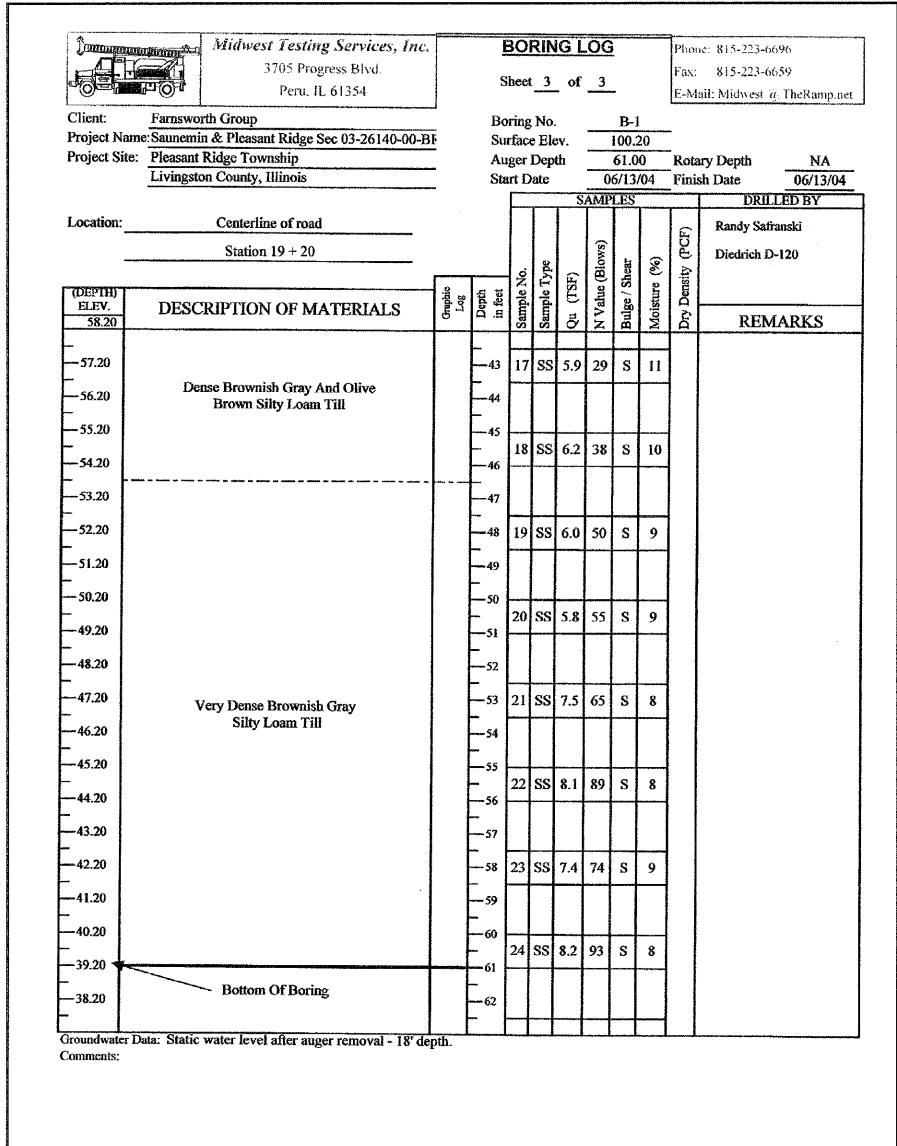 Midwest Testing Services, Inc.
3705 Progress Blvd.
Peru, IL 61354
BORING LOG
Sheet 3 of 3
Phone: 815-223-6696
Fax: 815-223-6659
E-Mail: Midwest @ TheRamp.net
Client: Farnsworth Group
Project Name: Saunemin & Pleasant Ridge Sec 03-26140-00-BR
Project Site: Pleasant Ridge Township
Livingston County, Illinois
Boring No. B-1
Surface Elev. 100.20
Auger Depth 61.00 Rotary Depth NA
Start Date 06/13/04 Finish Date 06/13/04
Location: Centerline of road
Station 19 + 20
SAMPLES
DRILLED BY
Randy Safranski
Diedrich D-120
(DEPTH)
ELEV.
58.20
DESCRIPTION OF MATERIALS
Graphic Log
Depth in feet
Sample No.
Sample Type
Qu (TSF)
N Value (Blows)
Bulge / Shear
Moisture (%)
Dry Density (PCF)
REMARKS
57.20 43 17 SS 5.9 29 S 11
Dense Brownish Gray And Olive
Brown Silty Loam Till
56.20 44
55.20 45
18 SS 6.2 38 S 10
54.20 46
53.20 47
52.20 48 19 SS 6.0 50 S 9
51.20 49
50.20 50
20 SS 5.8 55 S 9
49.20 51
48.20 52
47.20 53 21 SS 7.5 65 S 8
Very Dense Brownish Gray
Silty Loam Till
46.20 54
45.20 55
22 SS 8.1 89 S 8
44.20 56
43.20 57
42.20 58 23 SS 7.4 74 S 9
41.20 59
40.20 60
24 SS 8.2 93 S 8
39.20 61
Bottom Of Boring
38.20 62
Groundwater Data: Static water level after auger removal - 18' depth.
Comments: